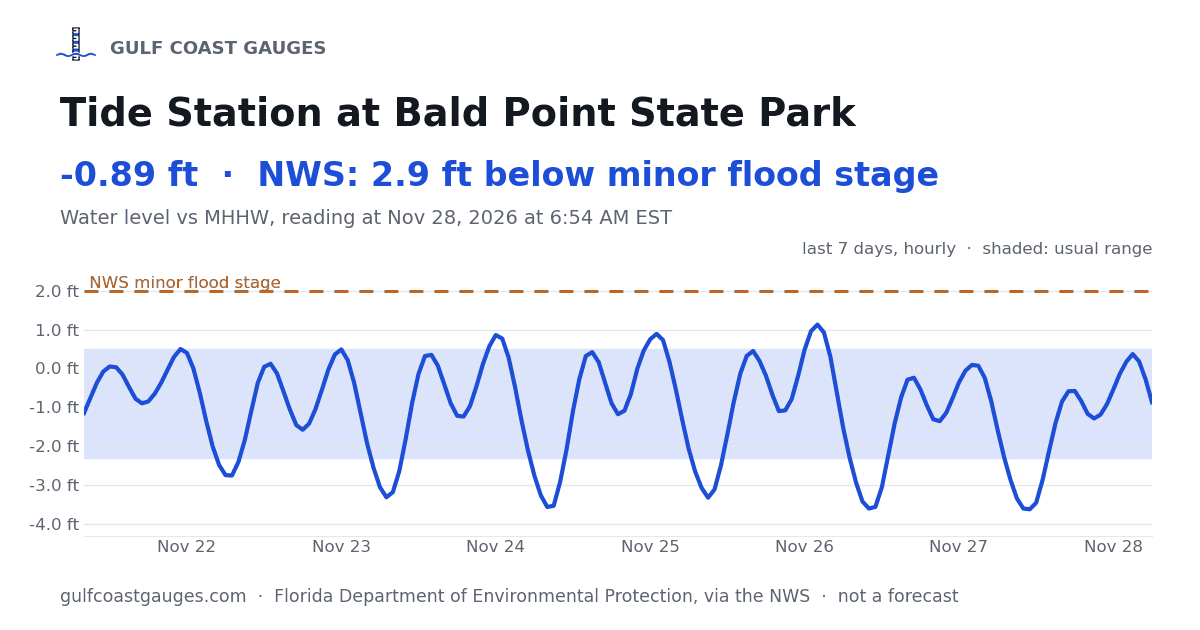 GULF COAST GAUGES
Tide Station at Bald Point State Park
-0.89 ft · NWS: 2.9 ft below minor flood stage
Water level vs MHHW, reading at Nov 28, 2026 at 6:54 AM EST
last 7 days, hourly · shaded: usual range
NWS minor flood stage
2.0 ft
1.0 ft
0.0 ft
-1.0 ft
-2.0 ft
-3.0 ft
-4.0 ft
Nov 22 Nov 23 Nov 24 Nov 25 Nov 26 Nov 27 Nov 28
gulfcoastgauges.com · Florida Department of Environmental Protection, via the NWS · not a forecast